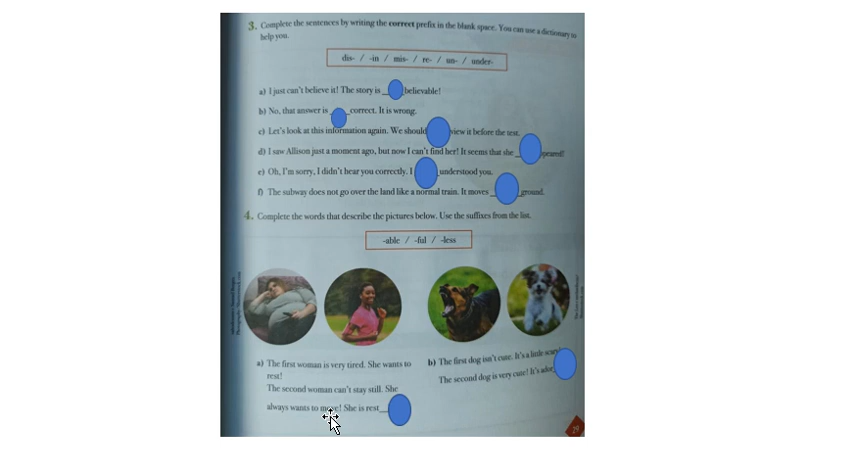 3. Complete the sentences by writing the correct prefix in the blank space. You can use a dictionary to
help you.
dis- / -in / mis- / re- / un- / under-
a) I just can't believe it! The story is _ believable!
b) No, that answer is _ correct. It is wrong.
c) Let's look at this information again. We should view it before the test.
d) I saw Allison just a moment ago, but now I can't find her! It seems that she _ peared!
e) Oh, I'm sorry, I didn't hear you correctly. I _ understood you.
f) The subway does not go over the land like a normal train. It moves _ ground.
4. Complete the words that describe the pictures below. Use the suffixes from the list.
-able / -ful / -less
a) The first woman is very tired. She wants to
rest!
The second woman can't stay still. She
always wants to move! She is rest_
b) The first dog isn't cute. It's a little scary
The second dog is very cute! It's ador
29